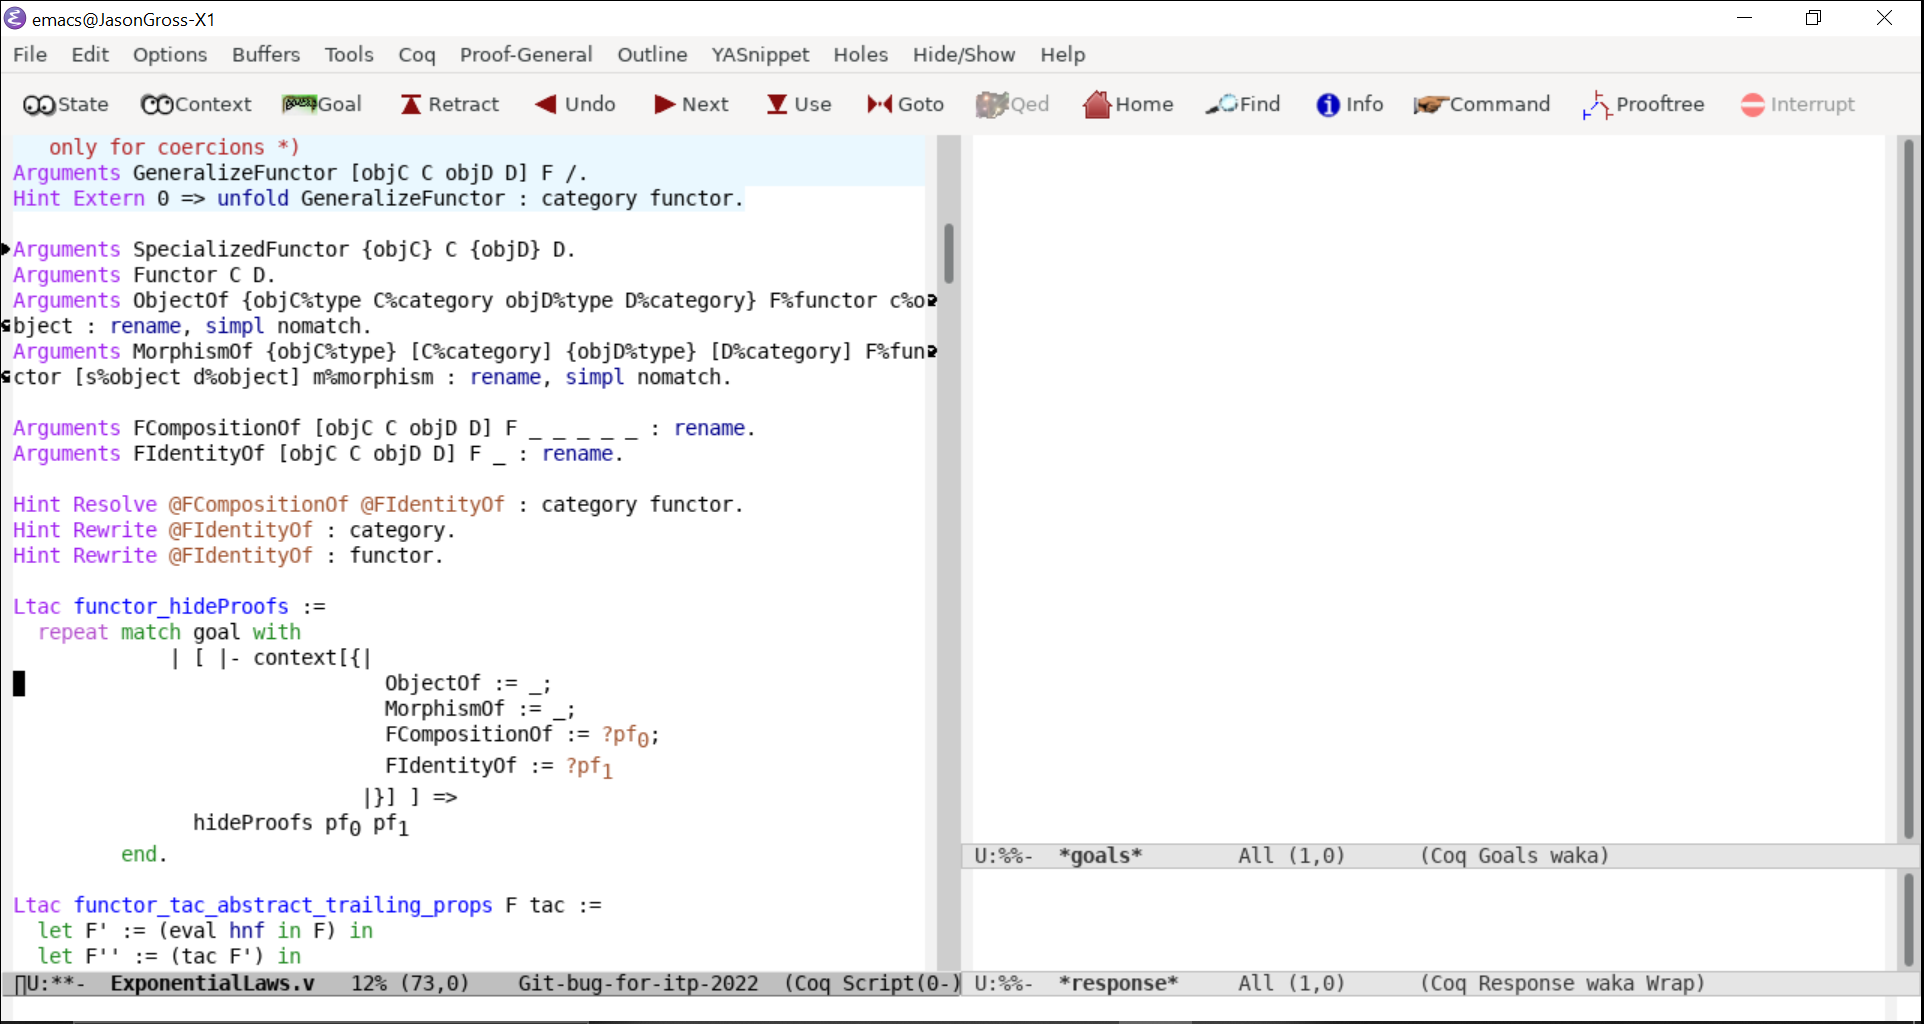 emacs@JasonGross-X1
File Edit Options Buffers Tools Coq Proof-General Outline YASnippet Holes Hide/Show Help
State Context Goal Retract Undo Next Use Goto Qed Home Find Info Command Prooftree Interrupt
only for coercions *)
Arguments GeneralizeFunctor [objC C objD D] F /.
Hint Extern 0 => unfold GeneralizeFunctor : category functor.
Arguments SpecializedFunctor {objC} C {objD} D.
Arguments Functor C D.
Arguments ObjectOf {objC%type C%category objD%type D%category} F%functor c%o
bject : rename, simpl nomatch.
Arguments MorphismOf {objC%type} [C%category] {objD%type} [D%category] F%fun
ctor [s%object d%object] m%morphism : rename, simpl nomatch.
Arguments FCompositionOf [objC C objD D] F _ _ _ _ _ : rename.
Arguments FIdentityOf [objC C objD D] F _ : rename.
Hint Resolve @FCompositionOf @FIdentityOf : category functor.
Hint Rewrite @FIdentityOf : category.
Hint Rewrite @FIdentityOf : functor.
Ltac functor_hideProofs :=
repeat match goal with
| [ |- context[{|
ObjectOf := _;
MorphismOf := _;
FCompositionOf := ?pf₀;
FIdentityOf := ?pf₁
|}] ] =>
hideProofs pf₀ pf₁
end.
Ltac functor_tac_abstract_trailing_props F tac :=
let F' := (eval hnf in F) in
let F'' := (tac F') in
U:**- ExponentialLaws.v 12% (73,0) Git-bug-for-itp-2022 (Coq Script(0-)
U:%%- *goals* All (1,0) (Coq Goals waka)
U:%%- *response* All (1,0) (Coq Response waka Wrap)